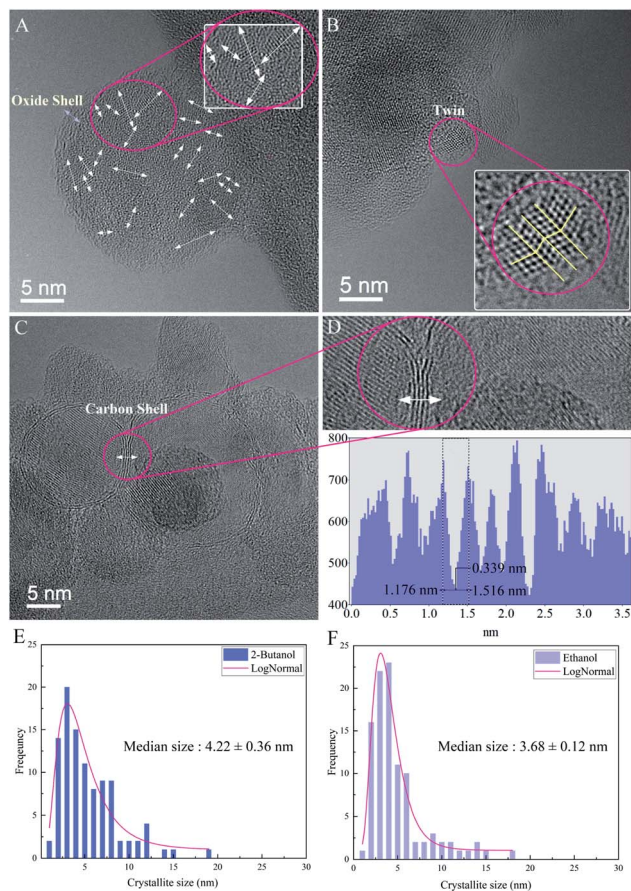 A
Oxide Shell
5 nm
B
Twin
5 nm
C
Carbon Shell
5 nm
D
800
700
600
500
400
0.339 nm
1.176 nm
1.516 nm
0.0 0.5 1.0 1.5 2.0 2.5 3.0 3.5
nm
E
2-Butanol
LogNormal
Median size : 4.22 ± 0.36 nm
Frequency
25
20
15
10
5
0
5 10 15 20 25 30
Crystallite size (nm)
F
Ethanol
LogNormal
Median size : 3.68 ± 0.12 nm
Frequency
25
20
15
10
5
0
5 10 15 20 25 30
Crystallite size (nm)